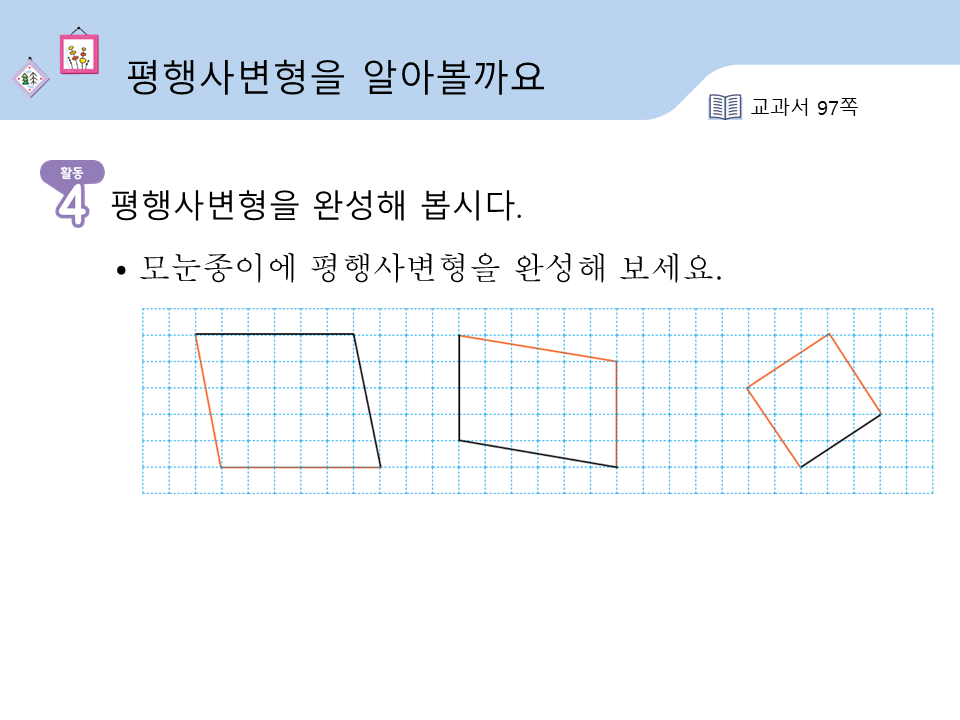 평행사변형을 알아볼까요
교과서 97쪽
활동
4 평행사변형을 완성해 봅시다.
• 모눈종이에 평행사변형을 완성해 보세요.